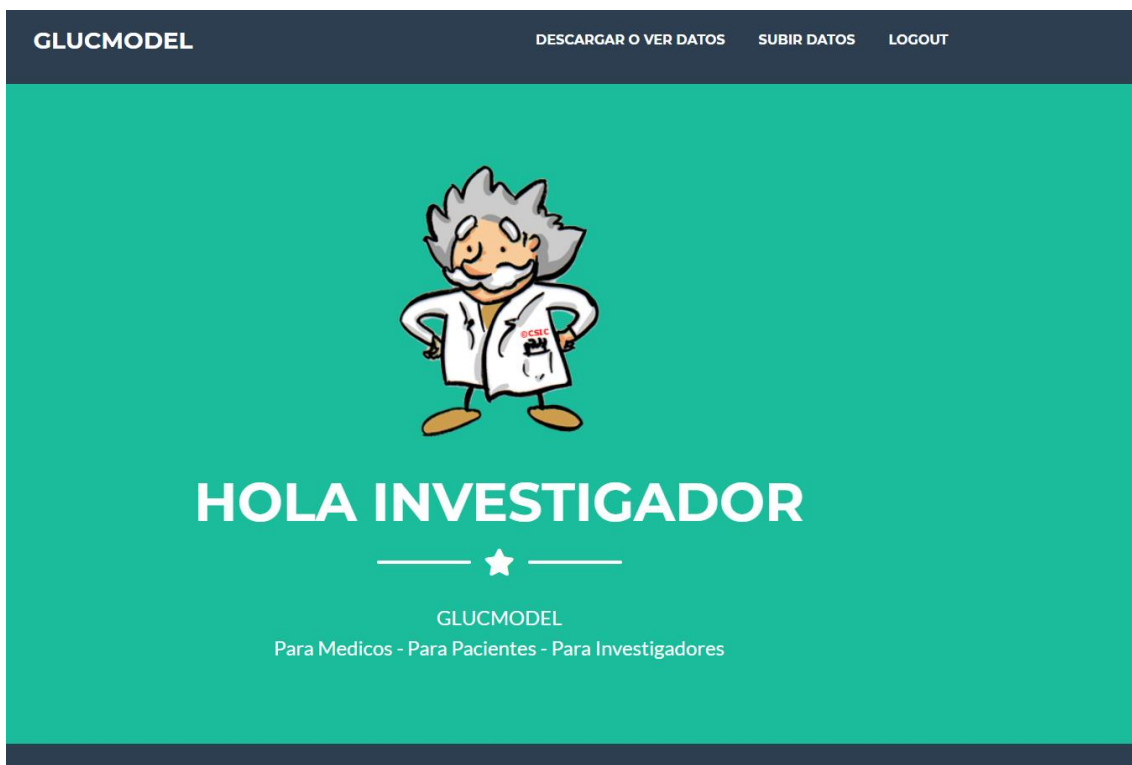 GLUCMODEL
DESCARGAR O VER DATOS SUBIR DATOS LOGOUT
©CSIC
HOLA INVESTIGADOR
GLUCMODEL
Para Medicos - Para Pacientes - Para Investigadores